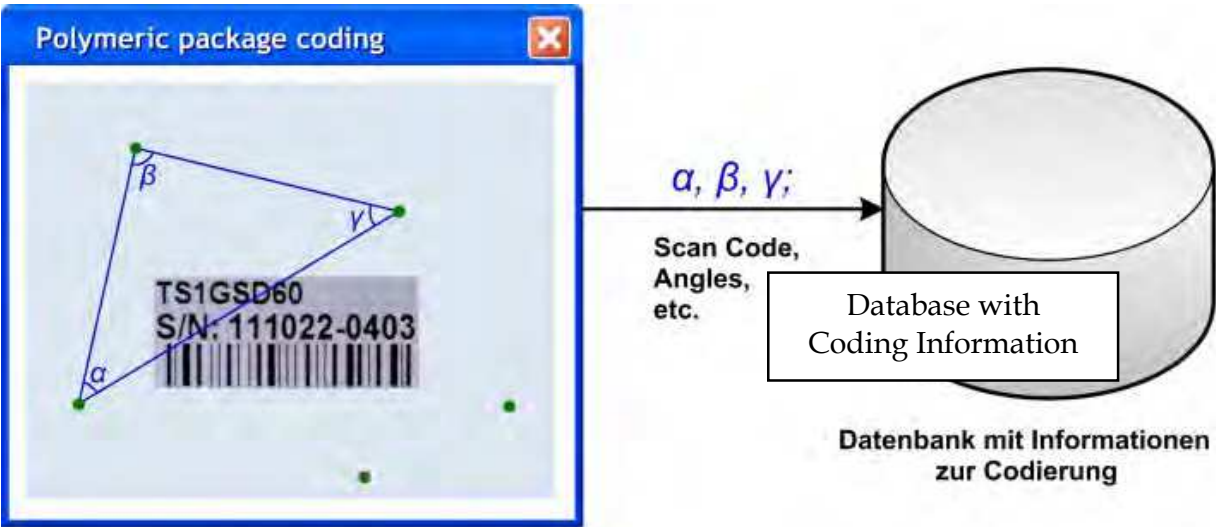 Polymeric package coding
β
γ
α
TS1GSD60
S/N: 111022-0403
α, β, γ;
Scan Code,
Angles,
etc.
Database with
Coding Information
Datenbank mit Informationen
zur Codierung